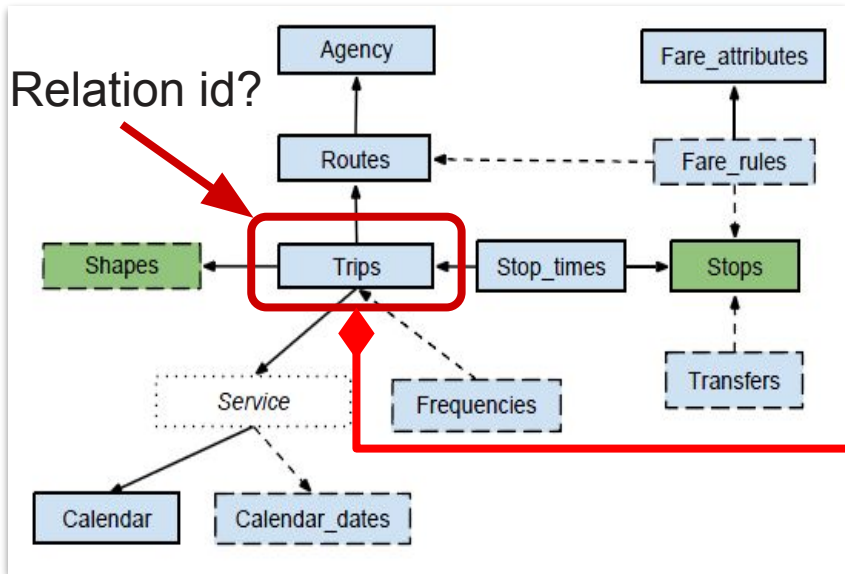 Agency
Fare_attributes
Relation id?
Routes
Fare_rules
Shapes
Trips
Stop_times
Stops
Service
Frequencies
Transfers
Calendar
Calendar_dates